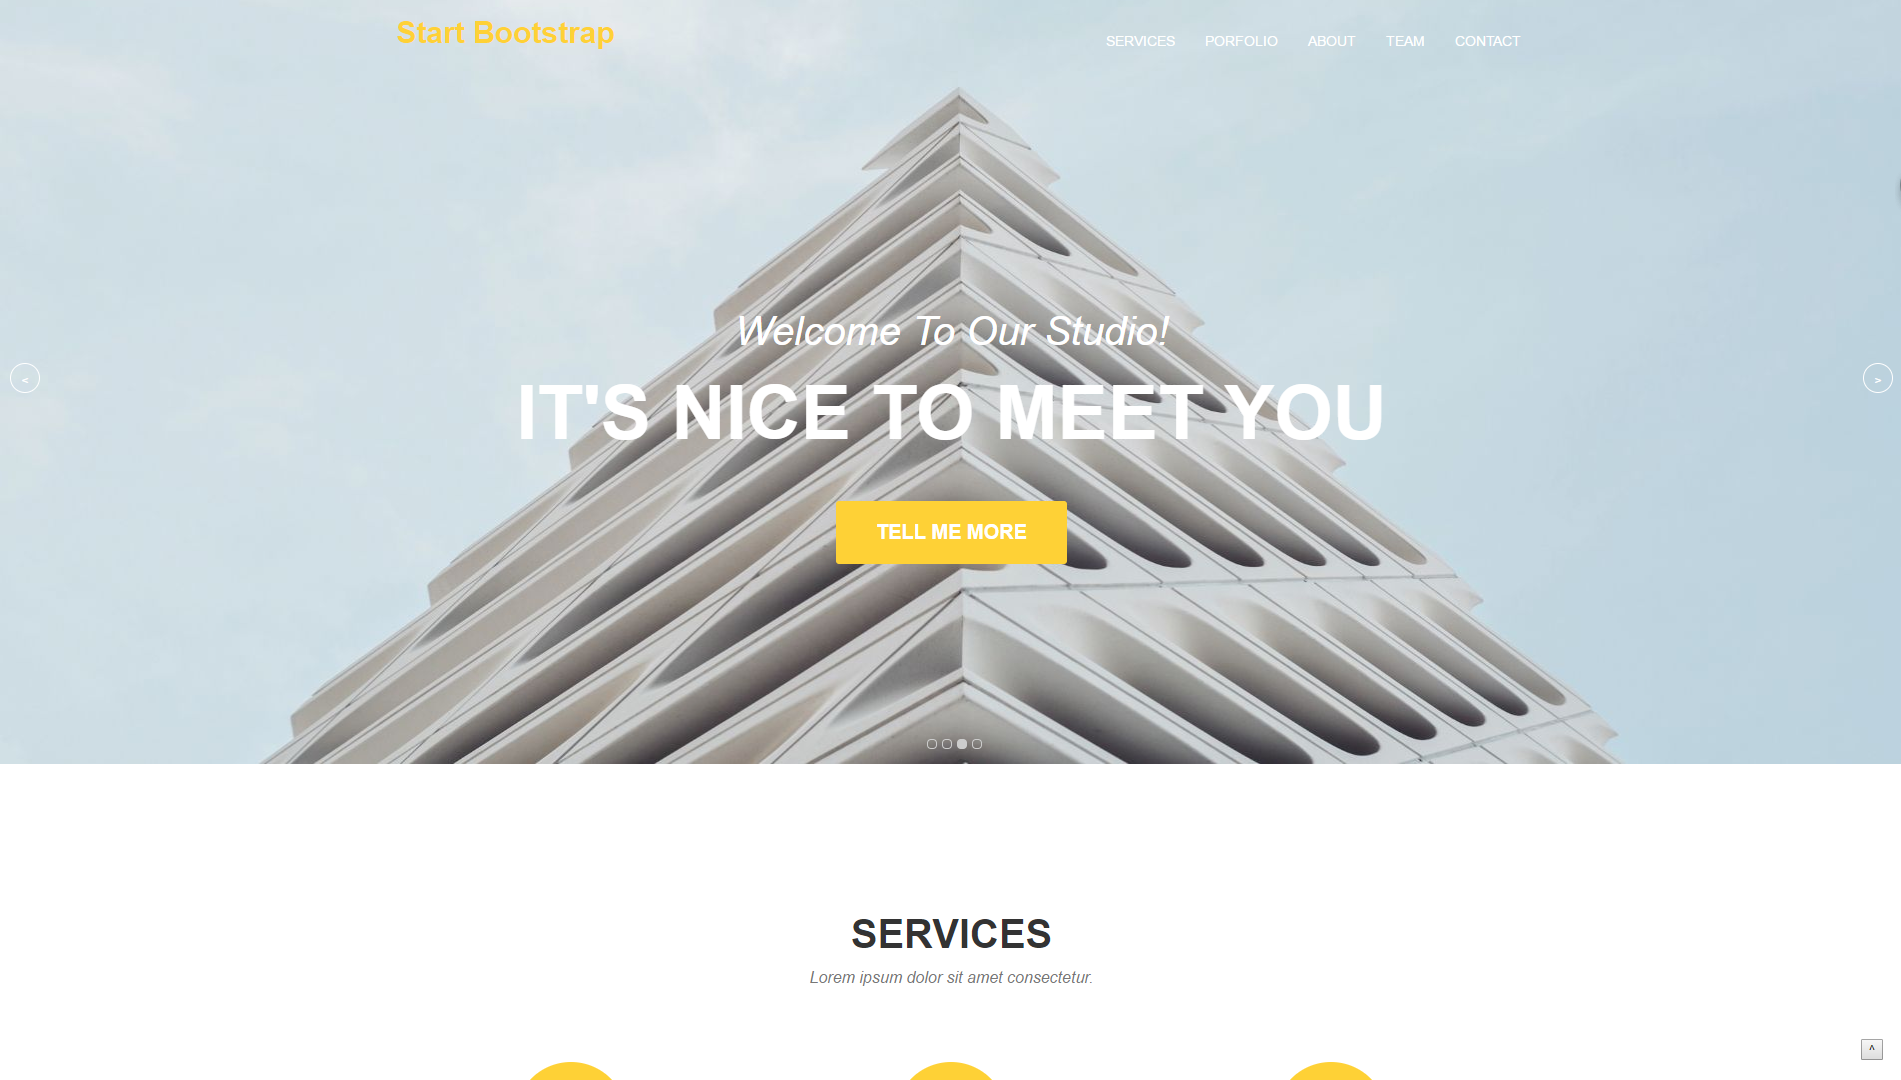 Start Bootstrap
SERVICES PORFOLIO ABOUT TEAM CONTACT
Welcome To Our Studio!
IT'S NICE TO MEET YOU
<
>
TELL ME MORE
SERVICES
Lorem ipsum dolor sit amet consectetur.
^